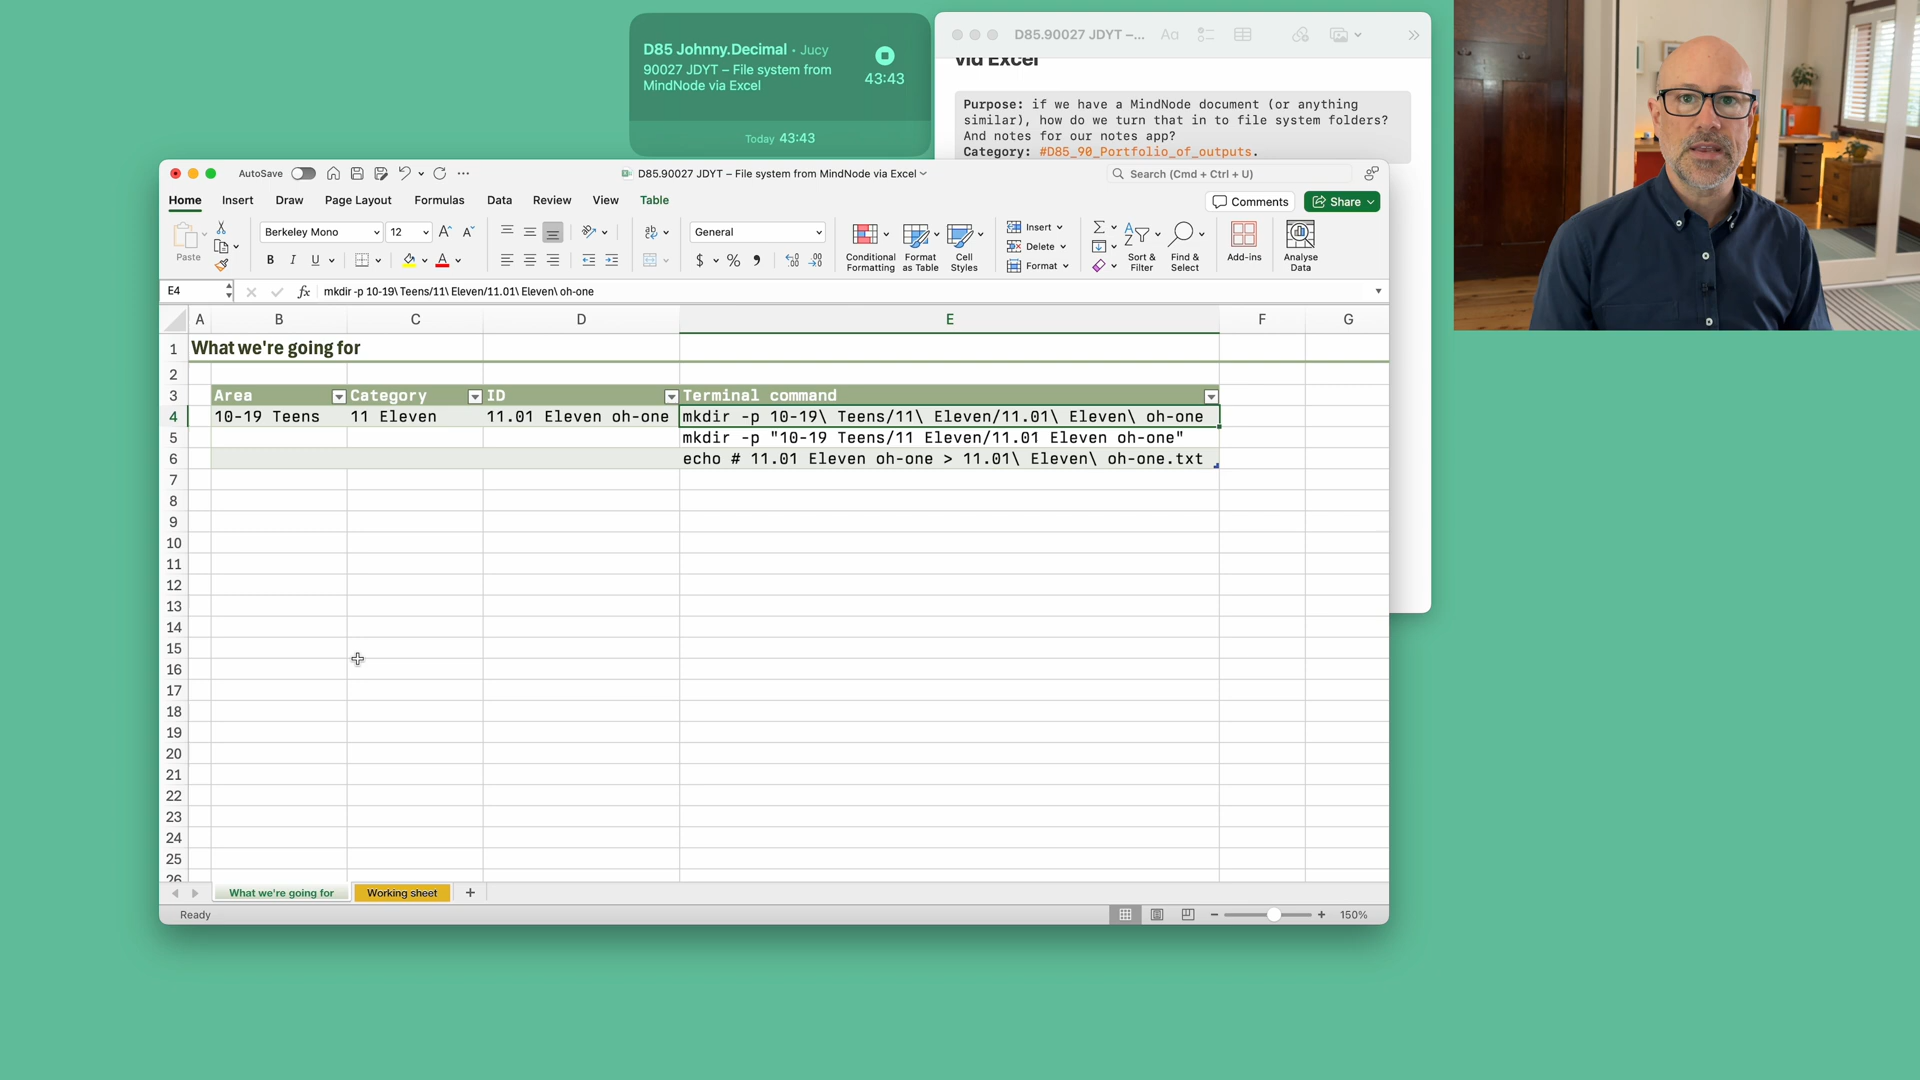 D85 Johnny.Decimal • Jucy
90027 JDYT – File system from
MindNode via Excel
43:43
Today 43:43
D85.90027 JDYT –...
Aa
via Excel
Purpose: if we have a MindNode document (or anything
similar), how do we turn that in to file system folders?
And notes for our notes app?
Category: #D85_90_Portfolio_of_outputs.
AutoSave
D85.90027 JDYT – File system from MindNode via Excel
Search (Cmd + Ctrl + U)
Home Insert Draw Page Layout Formulas Data Review View Table
Comments Share
Paste
Berkeley Mono 12
B I U
General
$ %
Conditional Formatting
Format as Table
Cell Styles
Insert
Delete
Format
Sort & Filter
Find & Select
Add-ins
Analyse Data
E4 fx mkdir -p 10-19\ Teens/11\ Eleven/11.01\ Eleven\ oh-one
A B C D E F G
1 What we're going for
2
3 Area Category ID Terminal command
4 10-19 Teens 11 Eleven 11.01 Eleven oh-one mkdir -p 10-19\ Teens/11\ Eleven/11.01\ Eleven\ oh-one
5 mkdir -p "10-19 Teens/11 Eleven/11.01 Eleven oh-one"
6 echo # 11.01 Eleven oh-one > 11.01\ Eleven\ oh-one.txt
7
8
9
10
11
12
13
14
15
16
17
18
19
20
21
22
23
24
25
26
What we're going for Working sheet +
Ready 150%